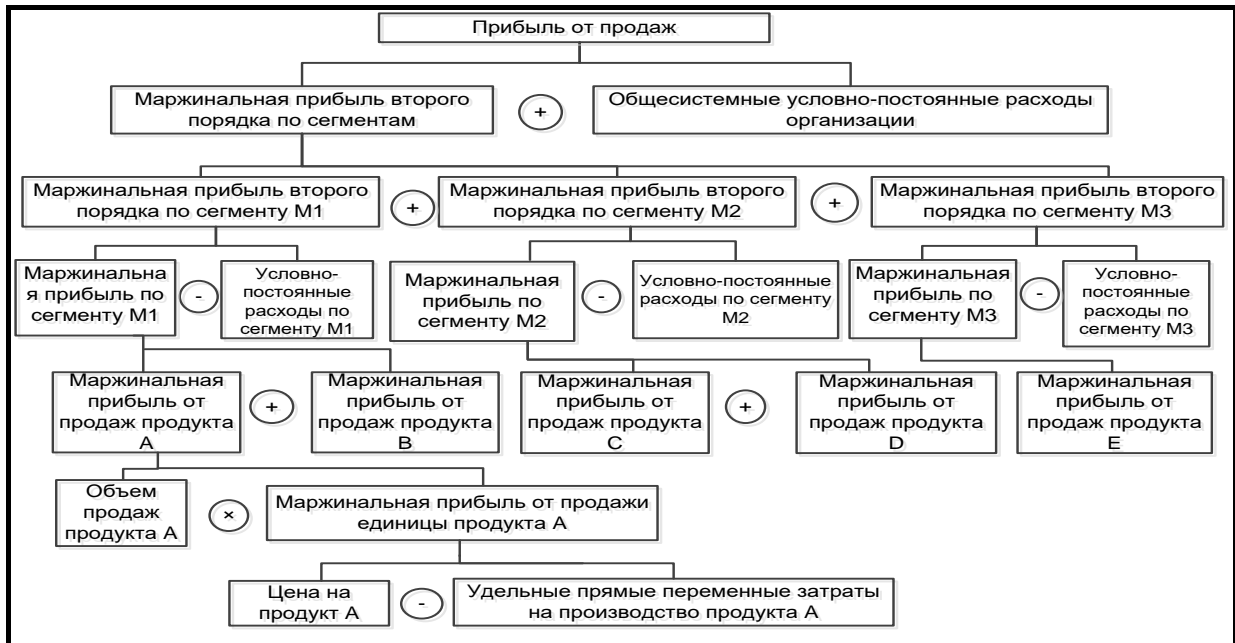 Прибыль от продаж
Маржинальная прибыль второго
порядка по сегментам
+
Общесистемные условно-постоянные расходы
организации
Маржинальная прибыль второго
порядка по сегменту М1
+
Маржинальная прибыль второго
порядка по сегменту М2
+
Маржинальная прибыль второго
порядка по сегменту М3
Маржинальна
я прибыль по
сегменту М1
-
Условно-
постоянные
расходы по
сегменту М1
Маржинальная
прибыль по
сегменту М2
-
Условно-постоянные
расходы по сегменту
М2
Маржинальная
прибыль по
сегменту М3
-
Условно-
постоянные
расходы по
сегменту М3
Маржинальная
прибыль от
продаж продукта
А
+
Маржинальная
прибыль от
продаж продукта
В
Маржинальная
прибыль от
продаж продукта
С
+
Маржинальная
прибыль от
продаж продукта
D
Маржинальная
прибыль от
продаж продукта
Е
Объем
продаж
продукта А
×
Маржинальная прибыль от продажи
единицы продукта А
Цена на
продукт А
-
Удельные прямые переменные затраты
на производство продукта А